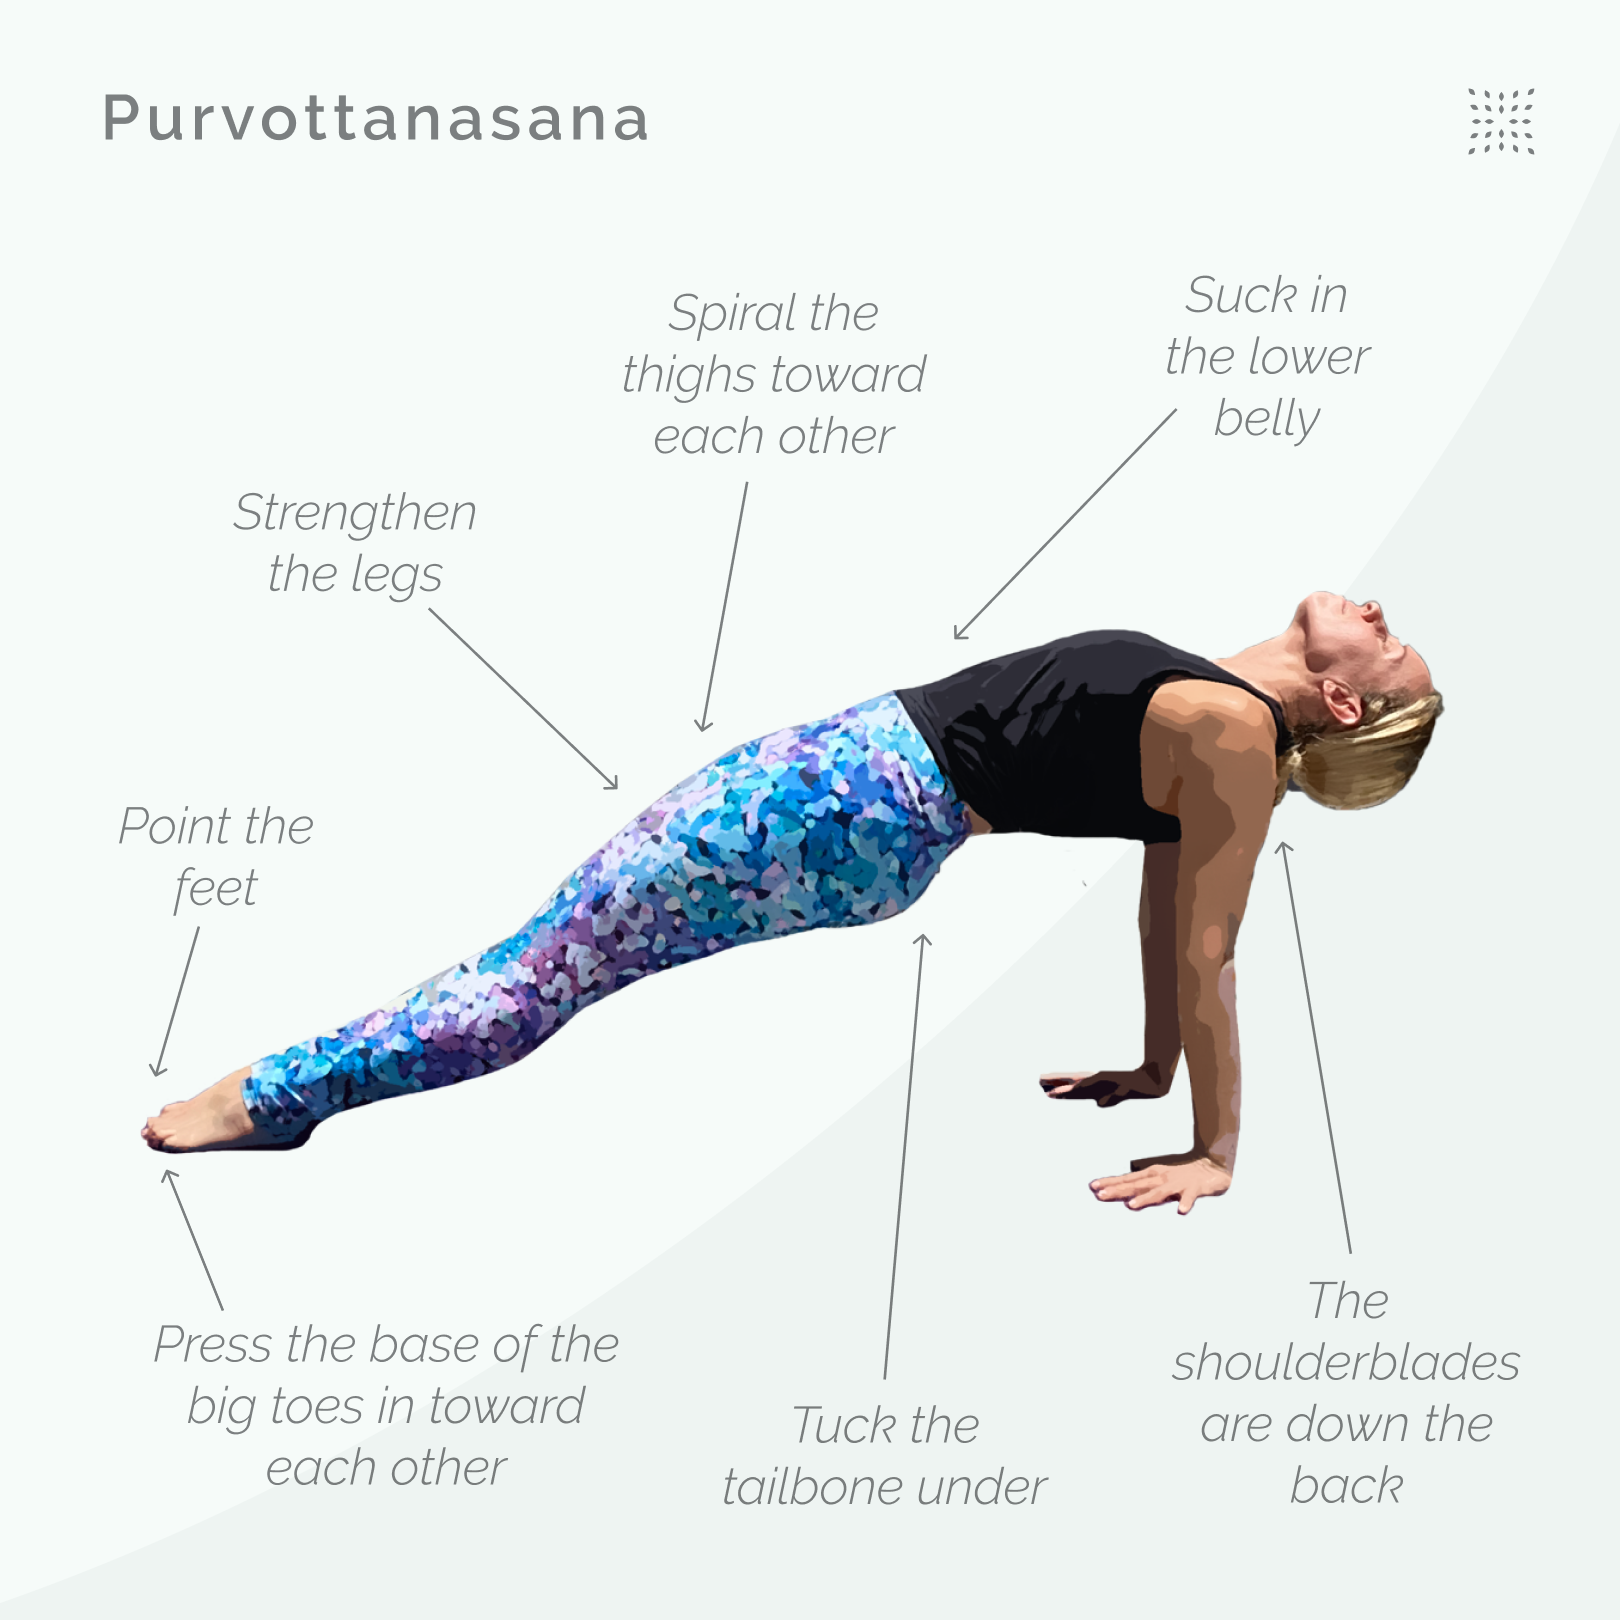 Purvottanasana
Suck in
the lower
belly
Spiral the
thighs toward
each other
Strengthen
the legs
Point the
feet
Press the base of the
big toes in toward
each other
Tuck the
tailbone under
The
shoulderblades
are down the
back